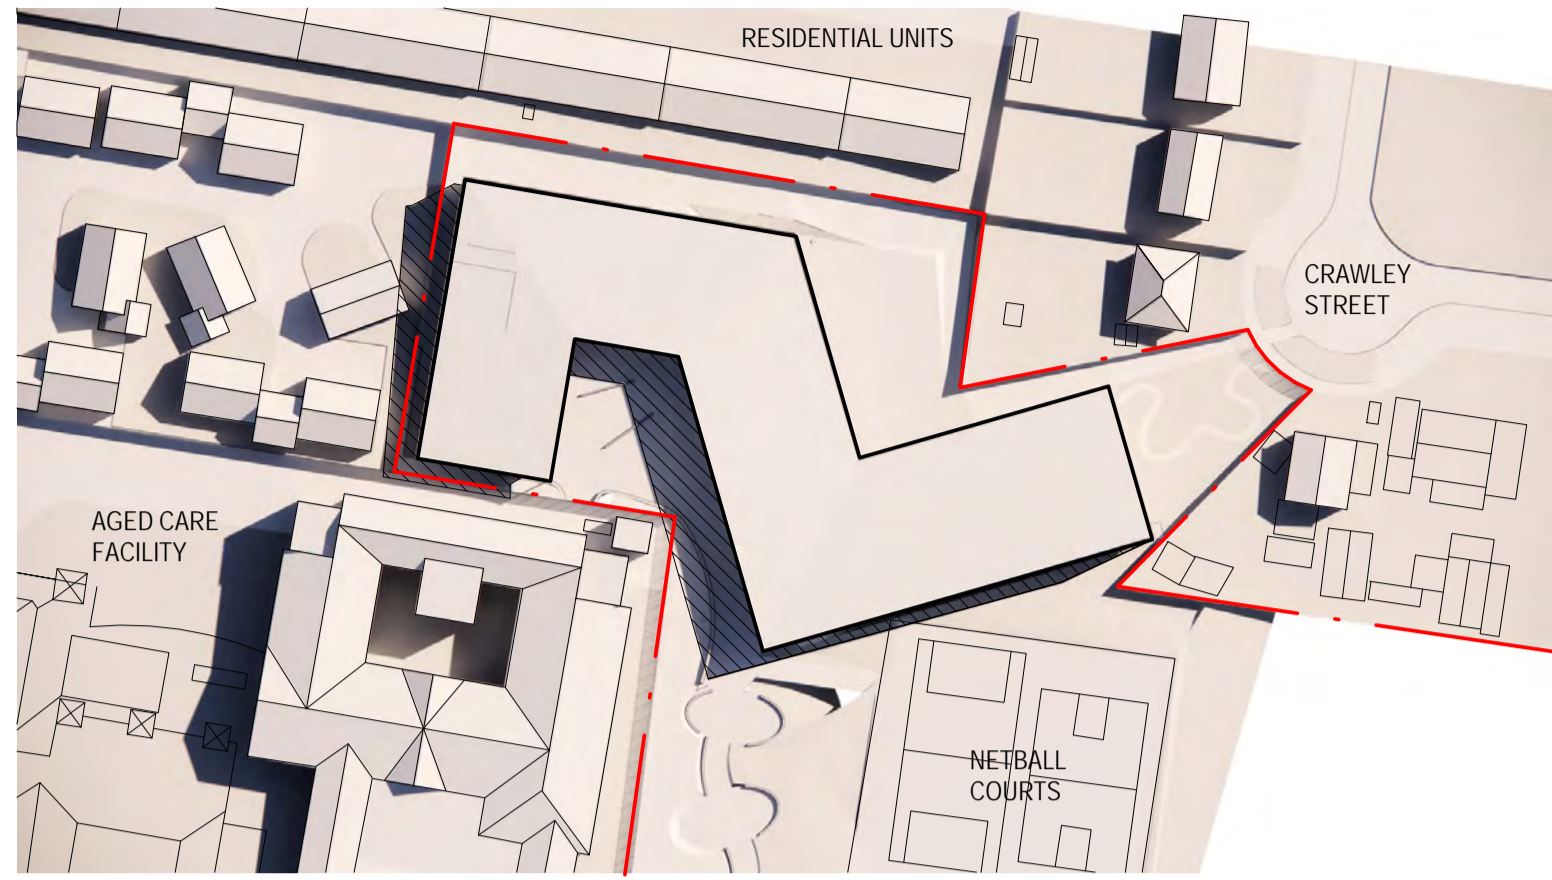 RESIDENTIAL UNITS
CRAWLEY
STREET
AGED CARE
FACILITY
NETBALL
COURTS